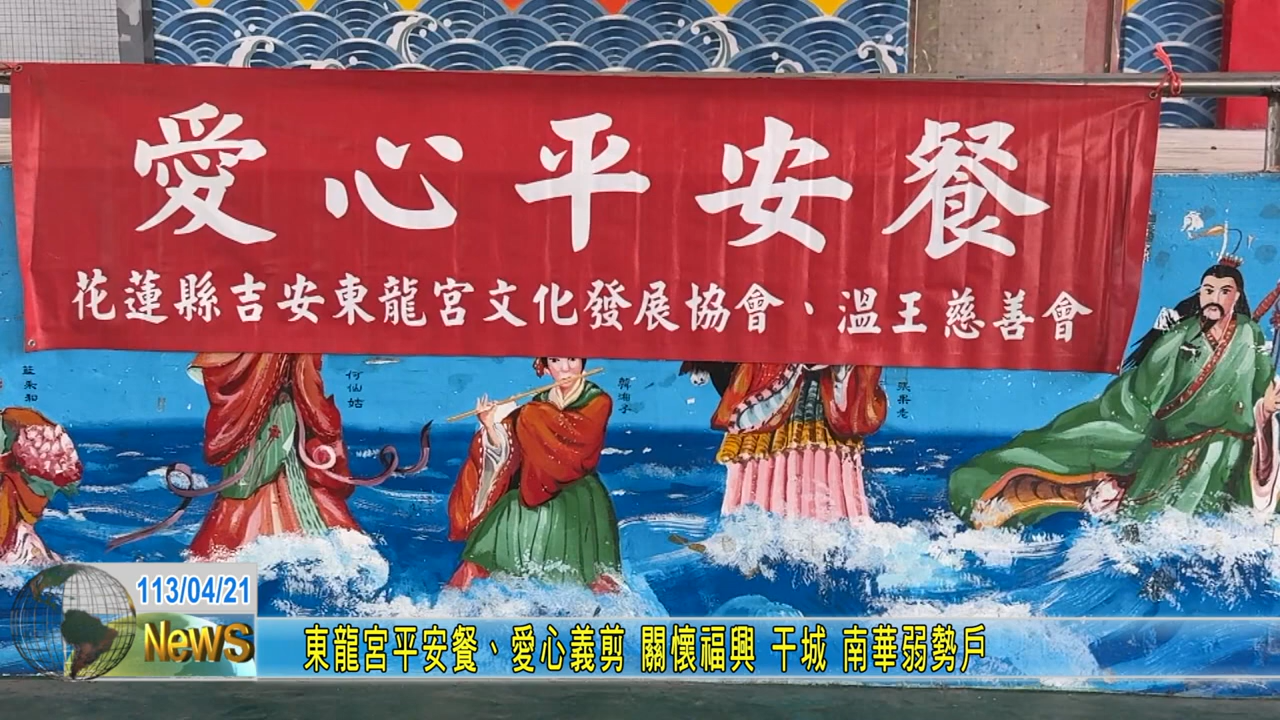 愛心平安餐
花蓮縣吉安東龍宮文化發展協會、溫王慈善會
藍采和
何仙姑
韓湘子
張果老
113/04/21
NewS
東龍宮平安餐、愛心義剪 關懷福興 干城 南華弱勢戶